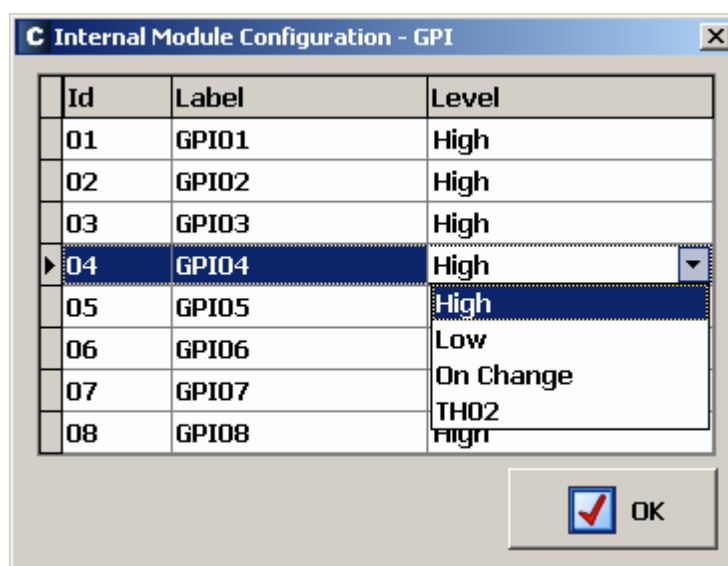 C Internal Module Configuration - GPI
Id Label Level
01 GPI01 High
02 GPI02 High
03 GPI03 High
04 GPI04 High
05 GPI05 High
06 GPI06 Low
07 GPI07 On Change
TH02
08 GPI08 High
OK